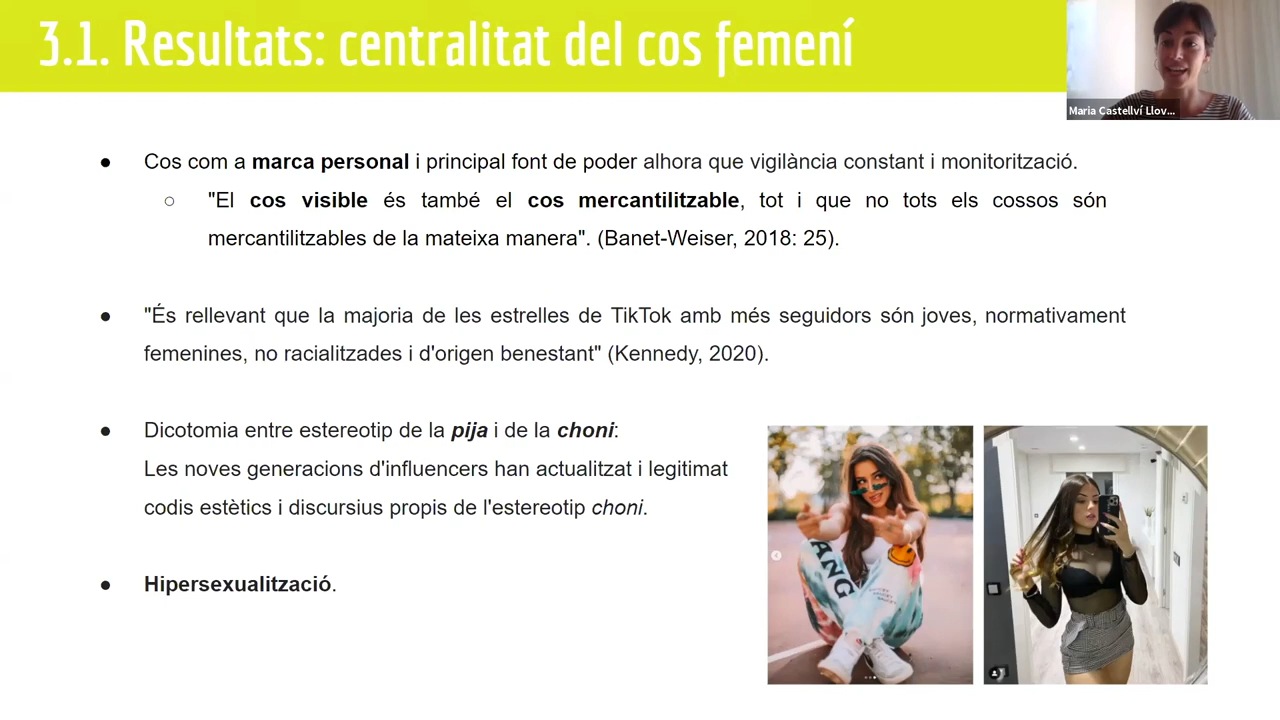 3.1. Resultats: centralitat del cos femení
Maria Castellví Llov...
● Cos com a marca personal i principal font de poder alhora que vigilància constant i monitorització.
○ "El cos visible és també el cos mercantilitzable, tot i que no tots els cossos són
mercantilitzables de la mateixa manera". (Banet-Weiser, 2018: 25).
● "És rellevant que la majoria de les estrelles de TikTok amb més seguidors són joves, normativament
femenines, no racialitzades i d'origen benestant" (Kennedy, 2020).
● Dicotomia entre estereotip de la pija i de la choni:
Les noves generacions d'influencers han actualitzat i legitimat
codis estètics i discursius propis de l'estereotip choni.
● Hipersexualització.
ANG